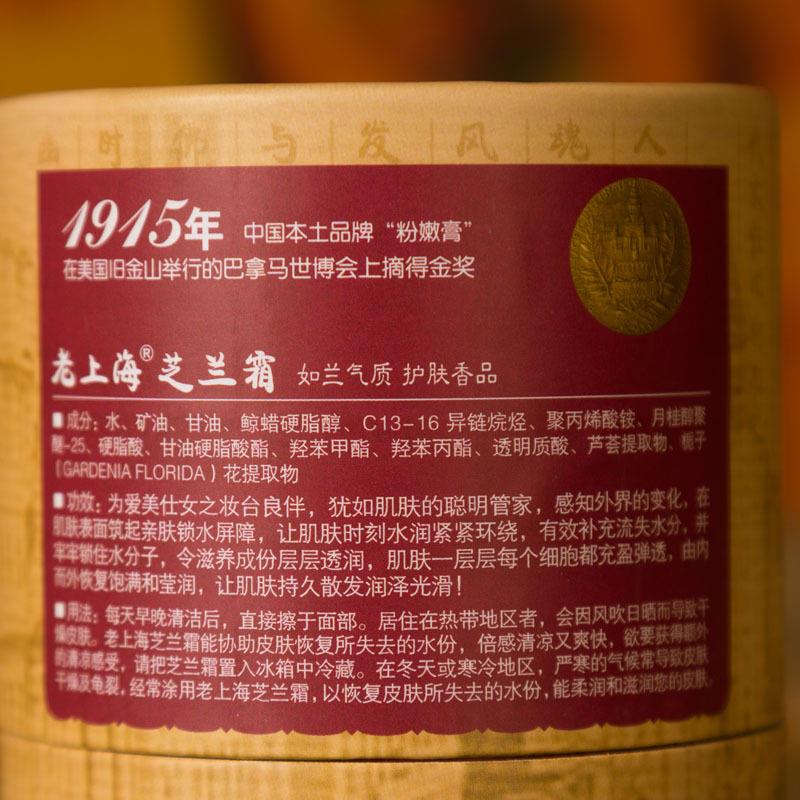 时 与发风魂人
1915年 中国本土品牌“粉嫩膏”
在美国旧金山举行的巴拿马世博会上摘得金奖
老上海®芝兰霜 如兰气质 护肤香品
■成分：水、矿油、甘油、鲸蜡硬脂醇、C13-16 异链烷烃、聚丙烯酸铵、月桂醇聚
醚-25、硬脂酸、甘油硬脂酸酯、羟苯甲酯、羟苯丙酯、透明质酸、芦荟提取物、栀子
（GARDENIA FLORIDA）花提取物
■功效：为爱美仕女之妆台良伴，犹如肌肤的聪明管家，感知外界的变化，在
肌肤表面筑起亲肤锁水屏障，让肌肤时刻水润紧紧环绕，有效补充流失水分，并
牢牢锁住水分子，令滋养成份层层透润，肌肤一层层每个细胞都充盈弹透，由内
而外恢复饱满和莹润，让肌肤持久散发润泽光滑！
■用法：每天早晚清洁后，直接擦于面部。居住在热带地区者，会因风吹日晒而导致干
燥皮肤。老上海芝兰霜能协助皮肤恢复所失去的水份，倍感清凉又爽快，欲要获得额外
的清凉感受，请把芝兰霜置入冰箱中冷藏。在冬天或寒冷地区，严寒的气候常导致皮肤
干燥及龟裂，经常涂用老上海芝兰霜，以恢复皮肤所失去的水份，能柔润和滋润您的皮肤。